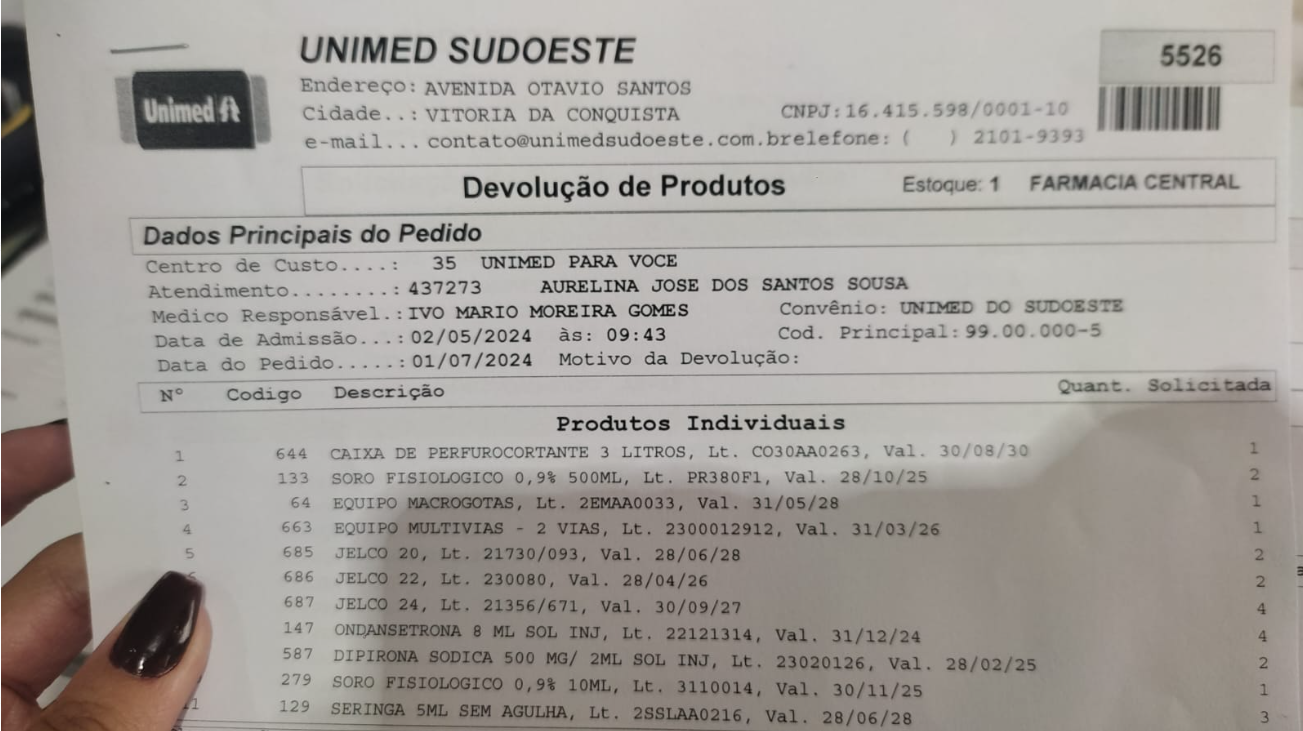 UNIMED SUDOESTE
5526
Unimed
Endereço: AVENIDA OTAVIO SANTOS
Cidade..: VITORIA DA CONQUISTA CNPJ:16.415.598/0001-10
e-mail... contato@unimedsudoeste.com.brelefone: ( ) 2101-9393
Devolução de Produtos Estoque: 1 FARMACIA CENTRAL
Dados Principais do Pedido
Centro de Custo....: 35 UNIMED PARA VOCE
Atendimento........: 437273 AURELINA JOSE DOS SANTOS SOUSA
Medico Responsável.: IVO MARIO MOREIRA GOMES Convênio: UNIMED DO SUDOESTE
Data de Admissão...: 02/05/2024 às: 09:43 Cod. Principal: 99.00.000-5
Data do Pedido.....: 01/07/2024 Motivo da Devolução:
Nº Codigo Descrição Quant. Solicitada
Produtos Individuais
1 644 CAIXA DE PERFUROCORTANTE 3 LITROS, Lt. CO30AA0263, Val. 30/08/30 1
2 133 SORO FISIOLOGICO 0,9% 500ML, Lt. PR380F1, Val. 28/10/25 2
3 64 EQUIPO MACROGOTAS, Lt. 2EMAA0033, Val. 31/05/28 1
4 663 EQUIPO MULTIVIAS - 2 VIAS, Lt. 2300012912, Val. 31/03/26 1
5 685 JELCO 20, Lt. 21730/093, Val. 28/06/28 2
686 JELCO 22, Lt. 230080, Val. 28/04/26 2
687 JELCO 24, Lt. 21356/671, Val. 30/09/27 4
147 ONDANSETRONA 8 ML SOL INJ, Lt. 22121314, Val. 31/12/24 4
587 DIPIRONA SODICA 500 MG/ 2ML SOL INJ, Lt. 23020126, Val. 28/02/25 2
279 SORO FISIOLOGICO 0,9% 10ML, Lt. 3110014, Val. 30/11/25 1
11 129 SERINGA 5ML SEM AGULHA, Lt. 2SSLAA0216, Val. 28/06/28 3